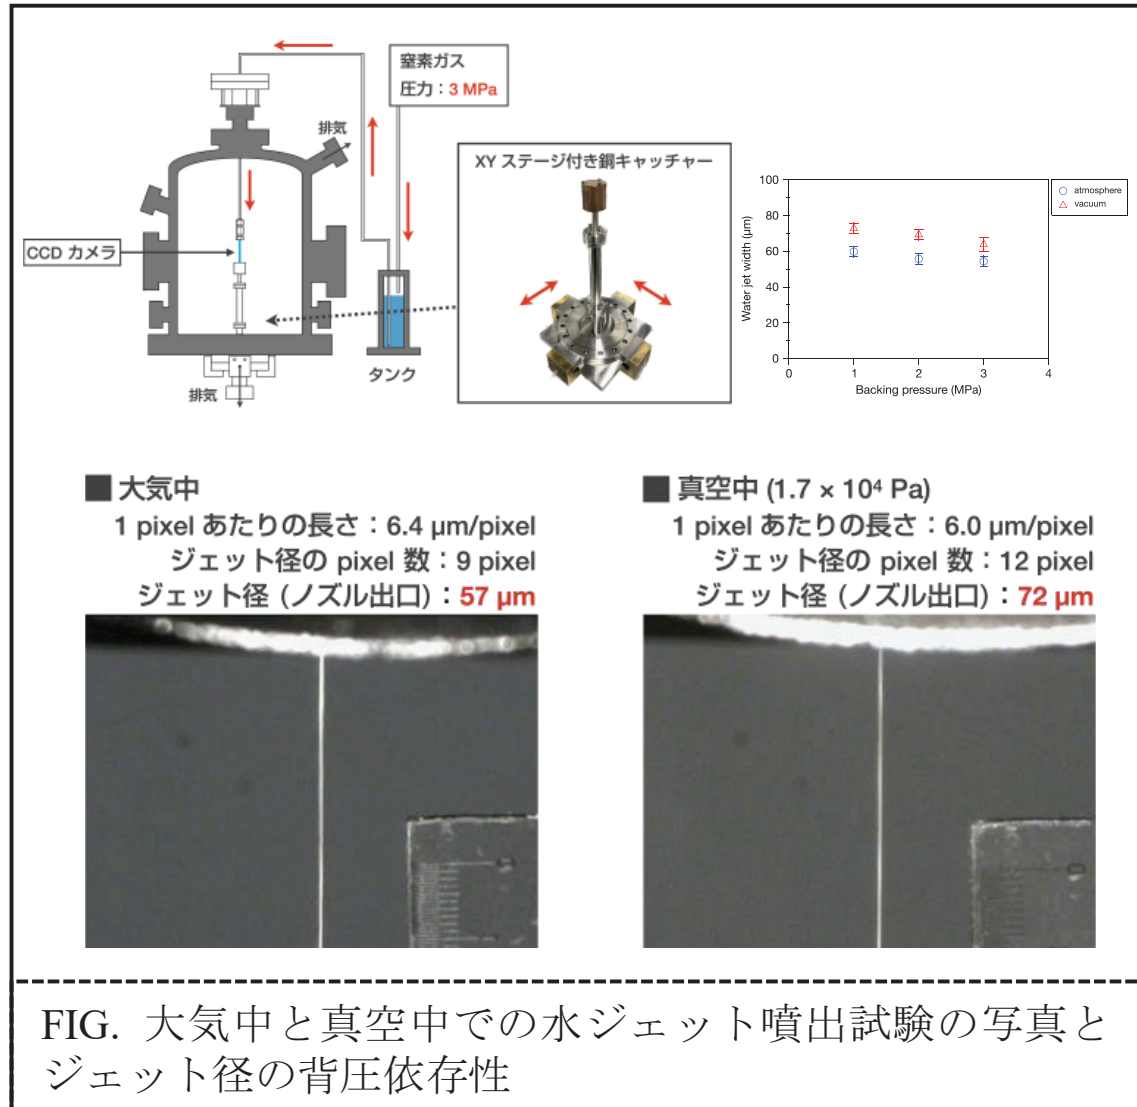 窒素ガス
圧力：3 MPa
排気
CCD カメラ
排気
タンク
XY ステージ付き銅キャッチャー
100
80
60
40
20
0
Water jet width (μm)
0
1
2
3
4
Backing pressure (MPa)
atmosphere
vacuum
■ 大気中
1 pixel あたりの長さ：6.4 μm/pixel
ジェット径の pixel 数：9 pixel
ジェット径 (ノズル出口)：57 μm
■ 真空中 (1.7 × 10⁴ Pa)
1 pixel あたりの長さ：6.0 μm/pixel
ジェット径の pixel 数：12 pixel
ジェット径 (ノズル出口)：72 μm
0
0
FIG. 大気中と真空中での水ジェット噴出試験の写真と
ジェット径の背圧依存性